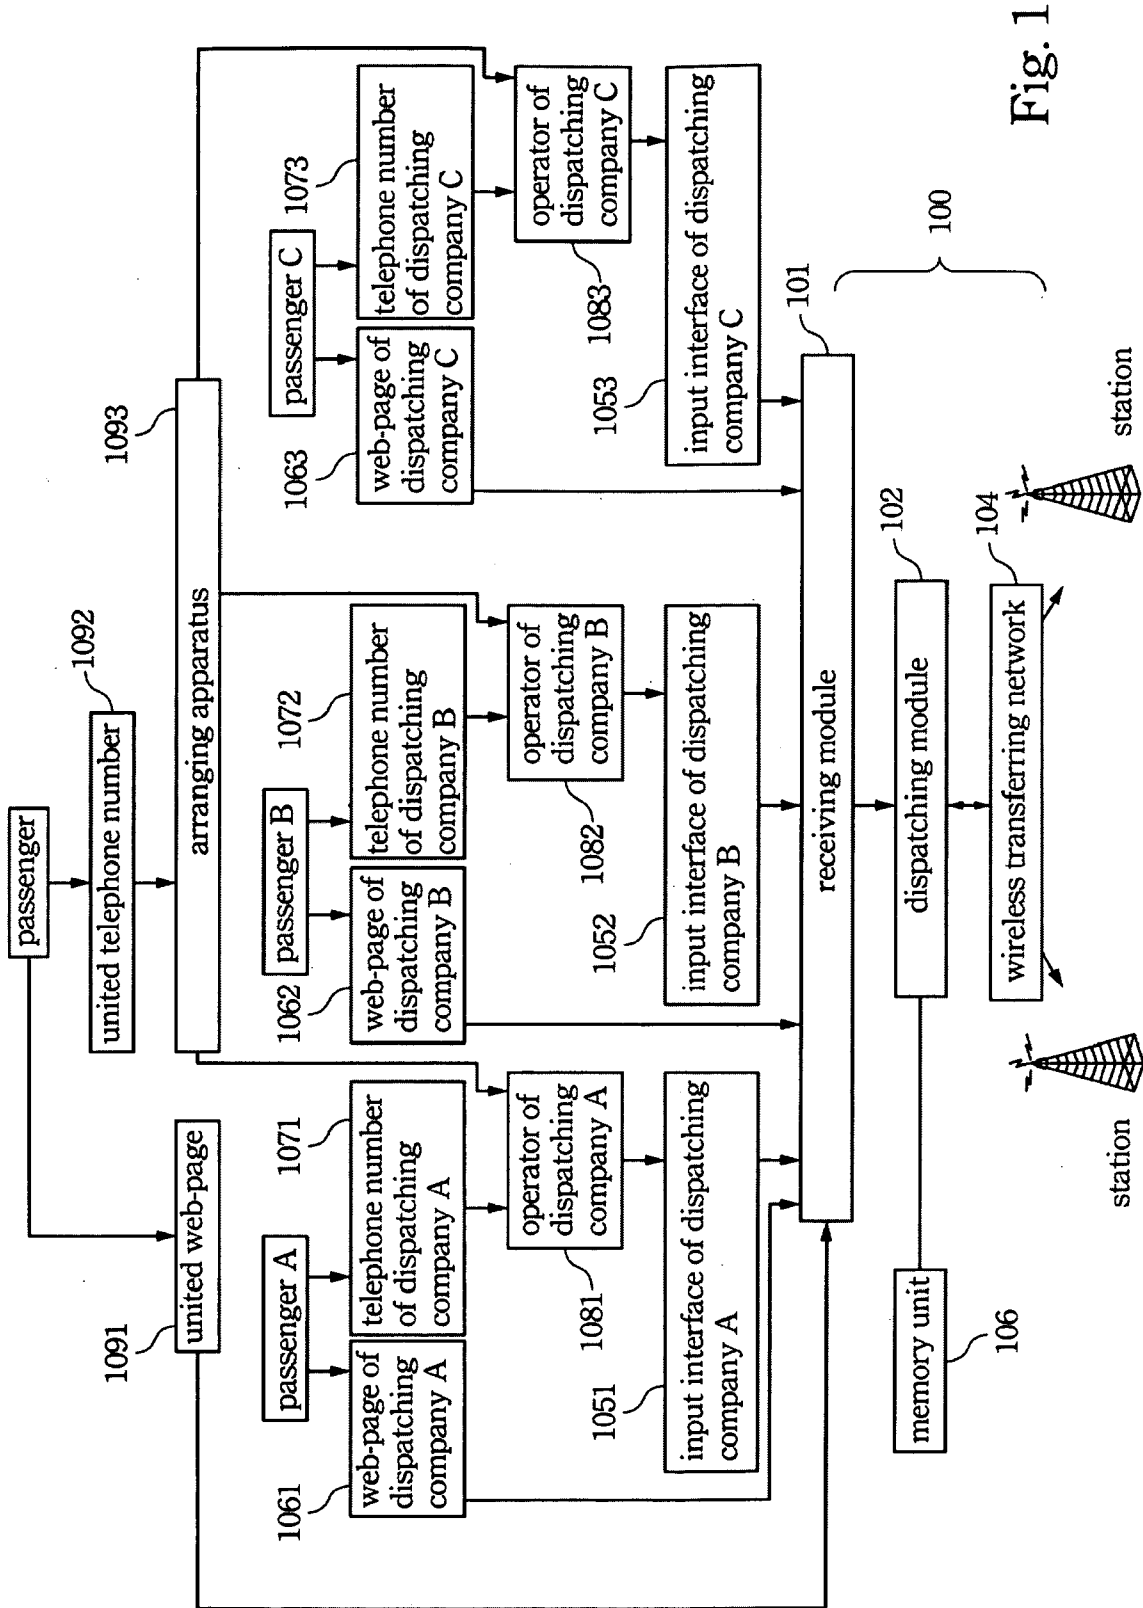 passenger
1091
united web-page
united telephone number
1092
arranging apparatus
1093
passenger A
1061
web-page of
dispatching
company A
1071
telephone number
of dispatching
company A
1081
operator of
dispatching
company A
1051
input interface of dispatching
company A
passenger B
1062
web-page of
dispatching
company B
1072
telephone number
of dispatching
company B
1082
operator of
dispatching
company B
1052
input interface of dispatching
company B
passenger C
1063
web-page of
dispatching
company C
1073
telephone number
of dispatching
company C
1083
operator of
dispatching
company C
1053
input interface of dispatching
company C
receiving module
101
memory unit
106
dispatching module
102
100
wireless transferring network
104
station
station
Fig. 1